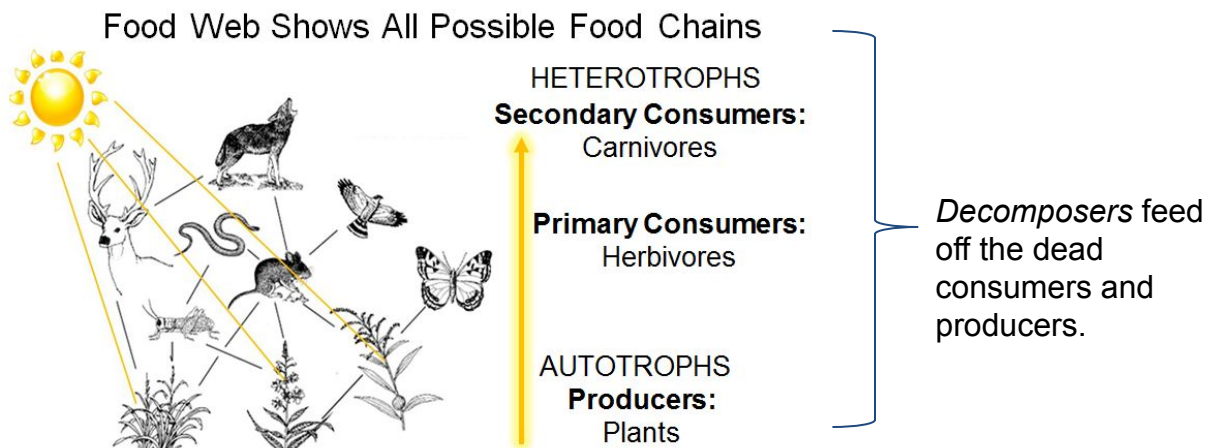 Food Web Shows All Possible Food Chains
HETEROTROPHS
Secondary Consumers:
Carnivores
Primary Consumers:
Herbivores
AUTOTROPHS
Producers:
Plants
Decomposers feed
off the dead
consumers and
producers.